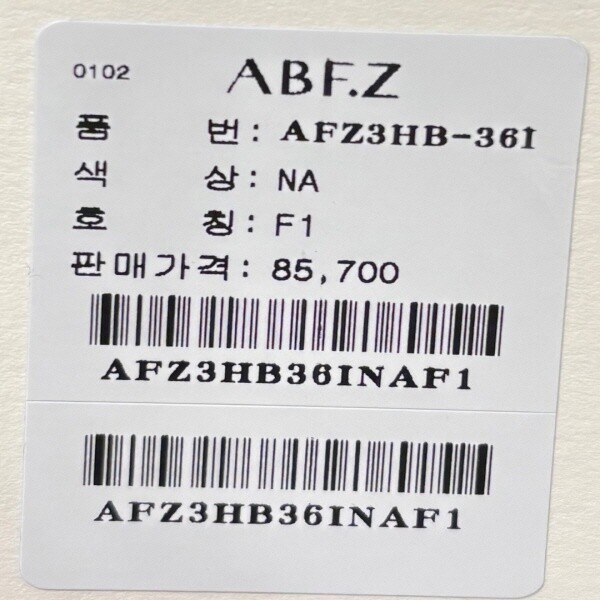 0102 ABF.Z
품 번: AFZ3HB-36I
색 상: NA
호 칭: F1
판매가격: 85,700
AFZ3HB36INAF1
AFZ3HB36INAF1